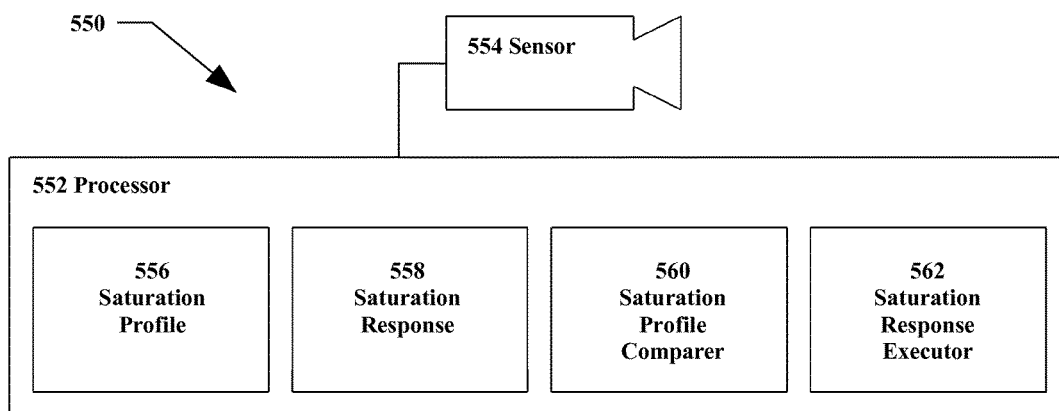 550
554 Sensor
552 Processor
556
Saturation
Profile
558
Saturation
Response
560
Saturation
Profile
Comparer
562
Saturation
Response
Executor